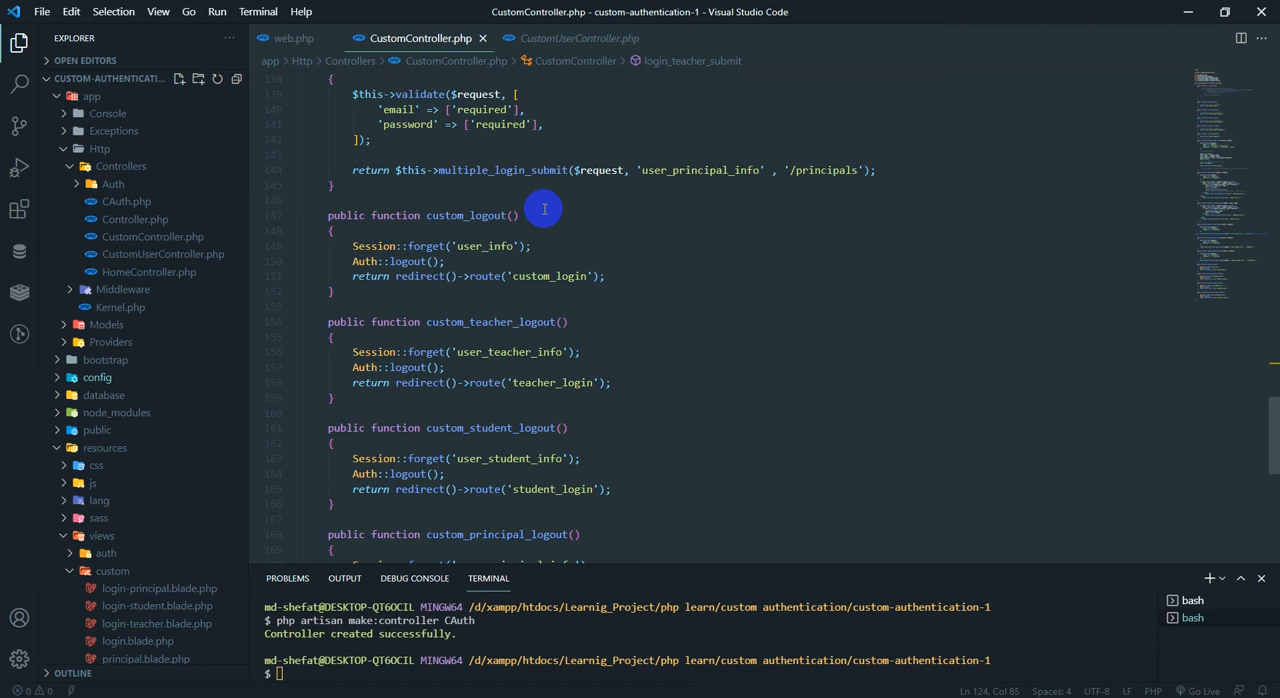 File Edit Selection View Go Run Terminal Help
CustomController.php - custom-authentication-1 - Visual Studio Code
EXPLORER
OPEN EDITORS
CUSTOM-AUTHENTICATI...
app
Console
Exceptions
Http
Controllers
Auth
CAuth.php
Controller.php
CustomController.php
CustomUserController.php
HomeController.php
Middleware
Kernel.php
Models
Providers
bootstrap
config
database
node_modules
public
resources
css
js
lang
sass
views
auth
custom
login-principal.blade.php
login-student.blade.php
login-teacher.blade.php
login.blade.php
principal.blade.php
OUTLINE
web.php CustomController.php CustomUserController.php
app > Http > Controllers > CustomController.php > CustomController > login_teacher_submit
138 {
139 $this->validate($request, [
140 'email' => ['required'],
141 'password' => ['required'],
142 ]);
143
144 return $this->multiple_login_submit($request, 'user_principal_info' , '/principals');
145 }
146
147 public function custom_logout()
148 {
149 Session::forget('user_info');
150 Auth::logout();
151 return redirect()->route('custom_login');
152 }
153
154 public function custom_teacher_logout()
155 {
156 Session::forget('user_teacher_info');
157 Auth::logout();
158 return redirect()->route('teacher_login');
159 }
160
161 public function custom_student_logout()
162 {
163 Session::forget('user_student_info');
164 Auth::logout();
165 return redirect()->route('student_login');
166 }
167
168 public function custom_principal_logout()
169 {
PROBLEMS OUTPUT DEBUG CONSOLE TERMINAL
md-shefat@DESKTOP-QT6OCIL MINGW64 /d/xampp/htdocs/Learnig_Project/php learn/custom authentication/custom-authentication-1
$ php artisan make:controller CAuth
Controller created successfully.
md-shefat@DESKTOP-QT6OCIL MINGW64 /d/xampp/htdocs/Learnig_Project/php learn/custom authentication/custom-authentication-1
$
bash
bash
0 0
Ln 124, Col 85 Spaces: 4 UTF-8 LF PHP Go Live